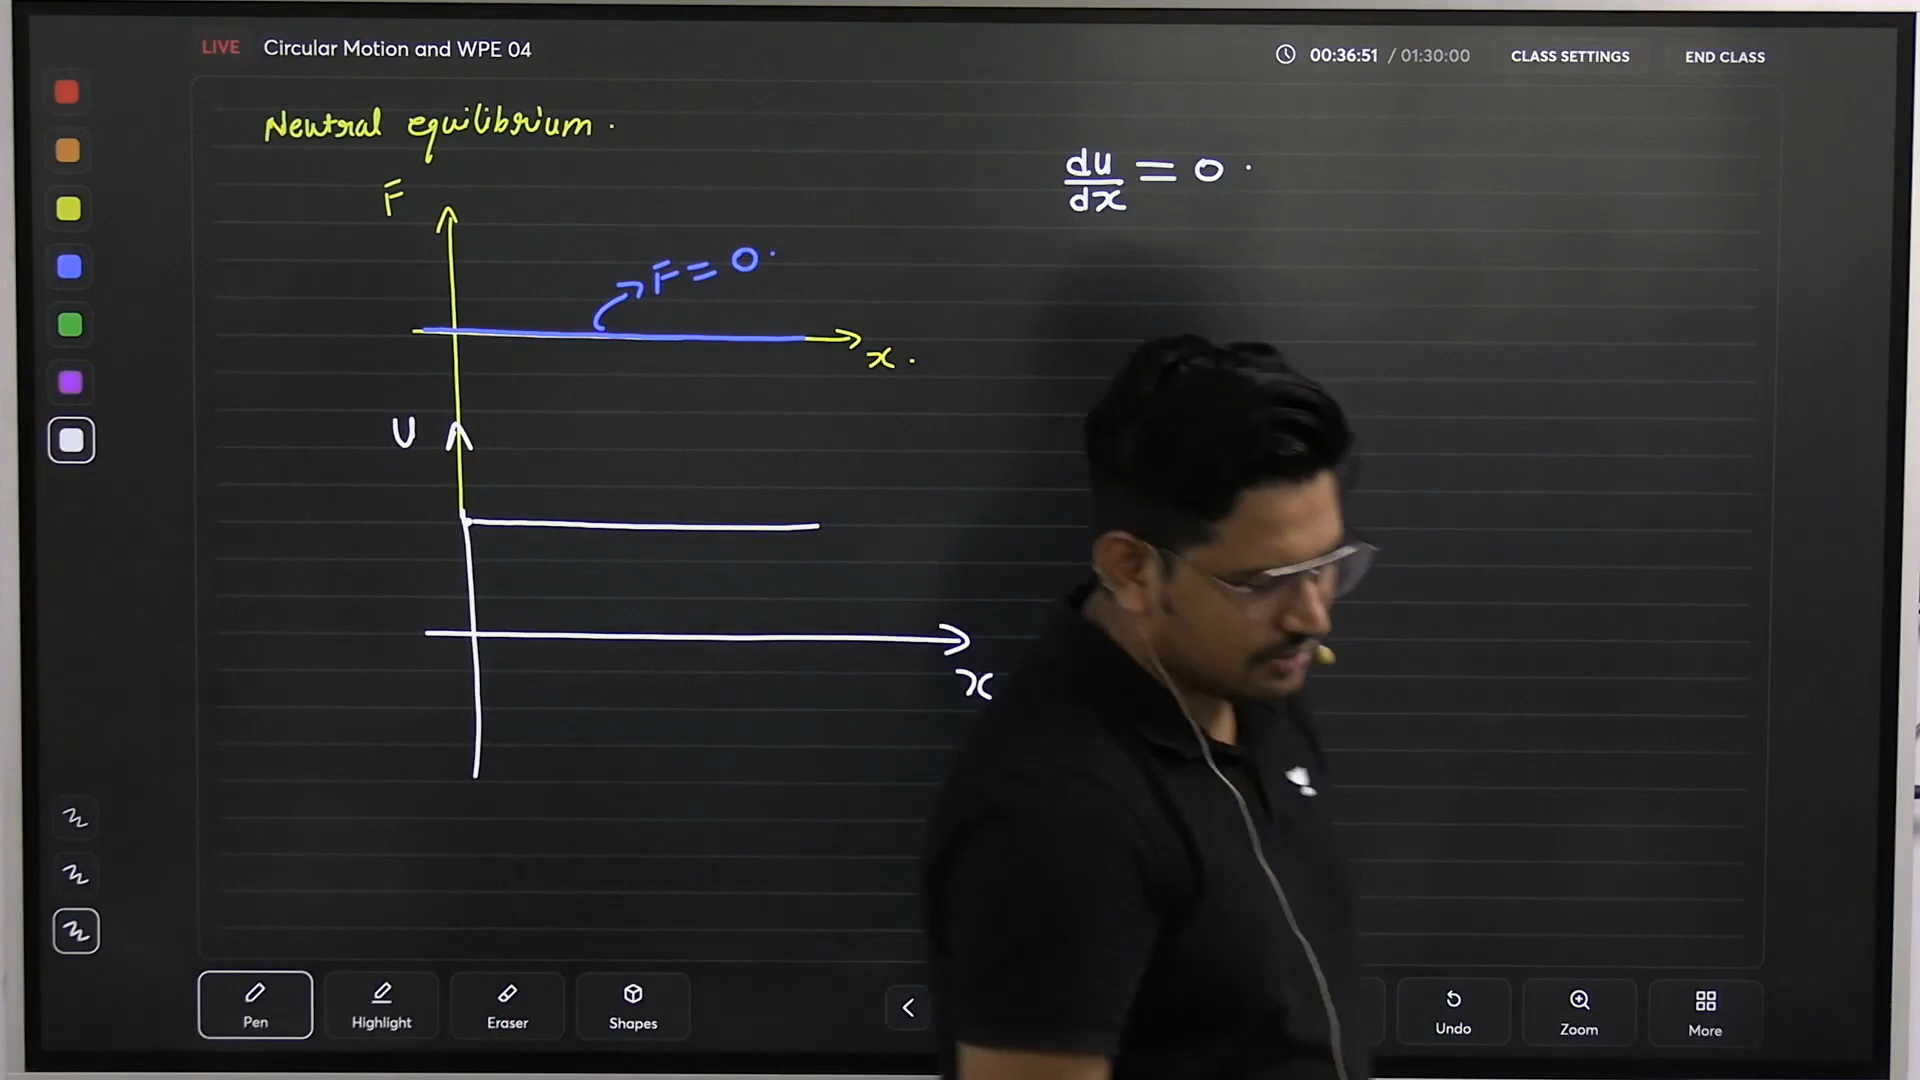 LIVE Circular Motion and WPE 04
00:36:51 / 01:30:00 CLASS SETTINGS END CLASS
Neutral equilibrium.
du/dx = 0.
F
F = 0.
x.
U
x
Pen Highlight Eraser Shapes Undo Zoom More